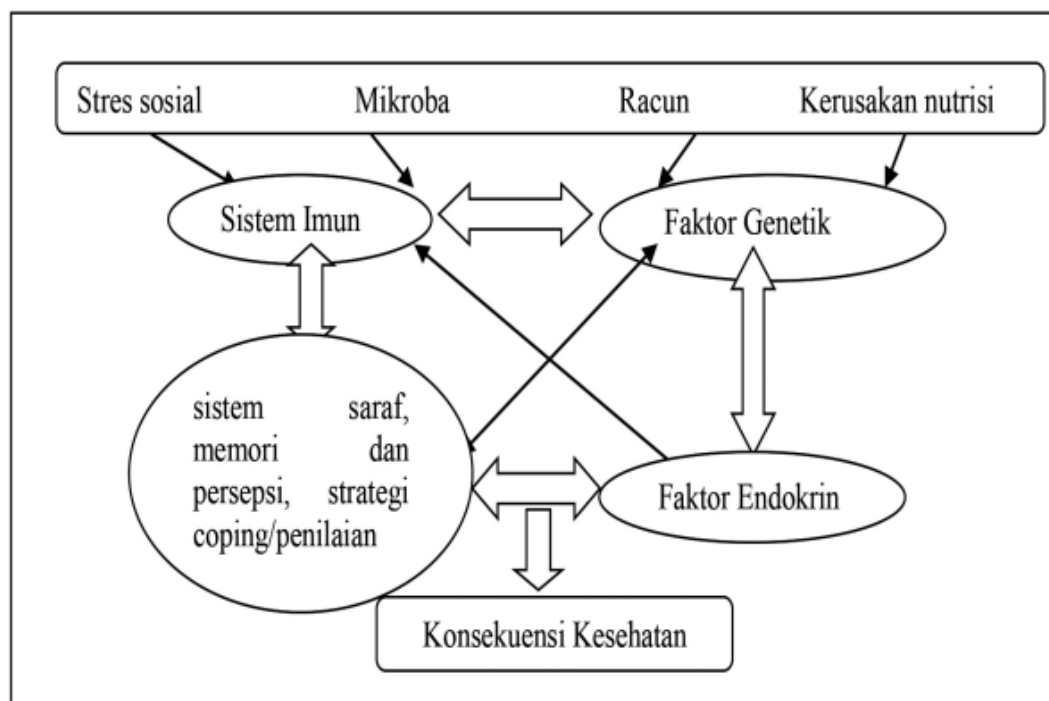 Stres sosial Mikroba Racun Kerusakan nutrisi
Sistem Imun Faktor Genetik
sistem saraf,
memori dan
persepsi, strategi
coping/penilaian
Faktor Endokrin
Konsekuensi Kesehatan